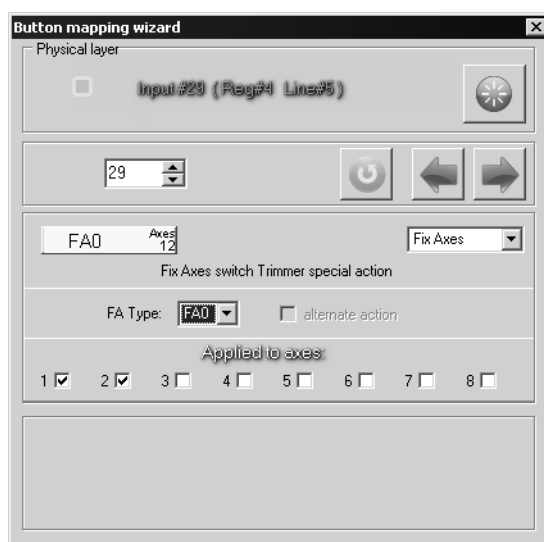 Button mapping wizard
Physical layer
Input #29 (Reg#4 Line#5)
29
FA0 Axes 12
Fix Axes
Fix Axes switch Trimmer special action
FA Type: FA0 alternate action
Applied to axes:
1 2 3 4 5 6 7 8